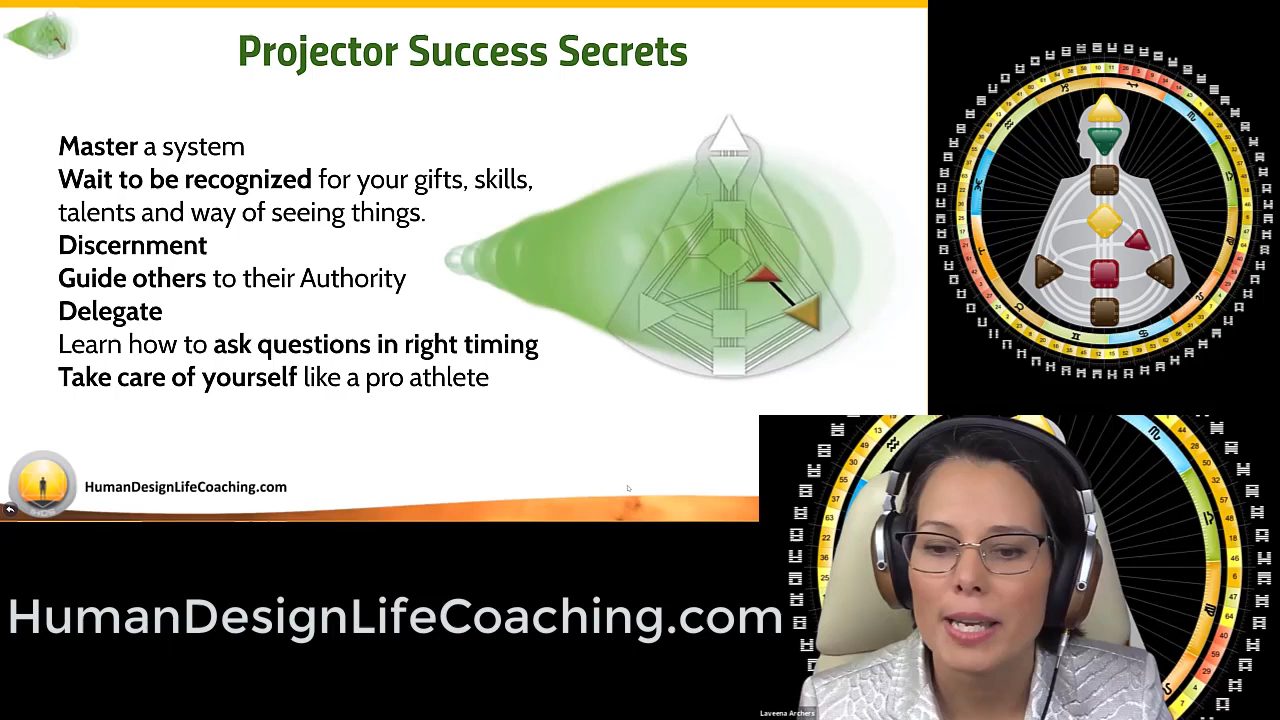 Projector Success Secrets
Master a system
Wait to be recognized for your gifts, skills,
talents and way of seeing things.
Discernment
Guide others to their Authority
Delegate
Learn how to ask questions in right timing
Take care of yourself like a pro athlete
HumanDesignLifeCoaching.com
HumanDesignLifeCoaching.com
Laveena Archers